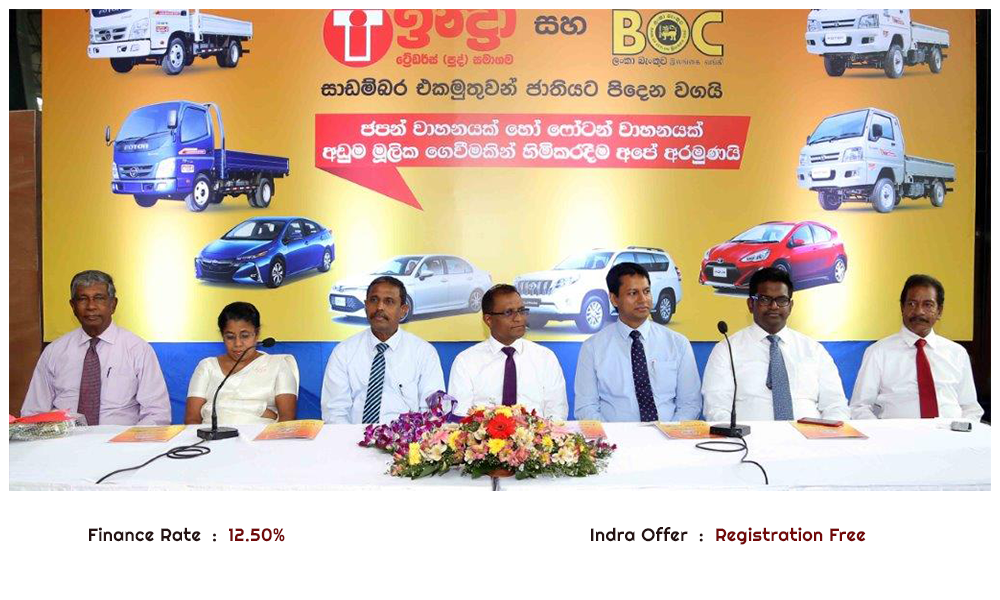 ඉන්ද්‍රා සහ BOC
ට්‍රේඩර්ස් (පුද්) සමාගම
ලංකා බැංකුව
සාඩම්බර එකමුතුවන් ජාතියට පිදෙන වගයි
ජපන් වාහනයක් හෝ ෆෝටන් වාහනයක්
අඩුම මූලික ගෙවීමකින් හිමිකරදීම අපේ අරමුණයි
FOTON
Finance Rate : 12.50%
Indra Offer : Registration Free